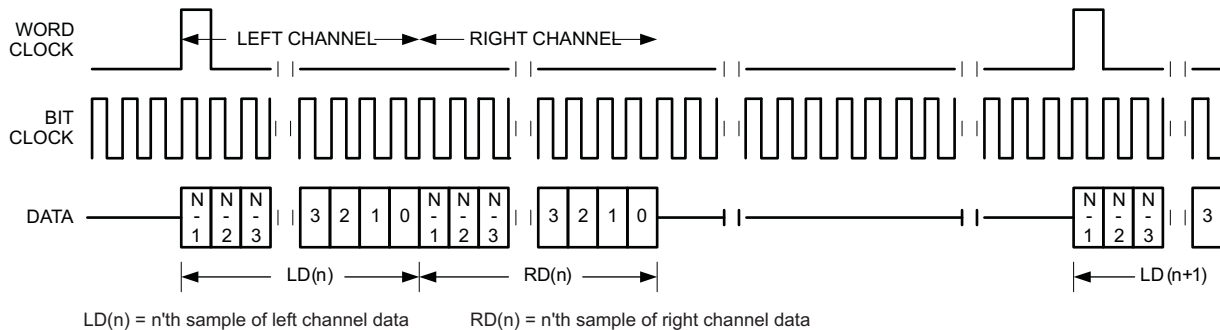 WORD
CLOCK
LEFT CHANNEL
RIGHT CHANNEL
BIT
CLOCK
DATA
N-1 N-2 N-3 3 2 1 0 N-1 N-2 N-3 3 2 1 0 N-1 N-2 N-3 3
LD(n)
RD(n)
LD (n+1)
LD(n) = n'th sample of left channel data
RD(n) = n'th sample of right channel data